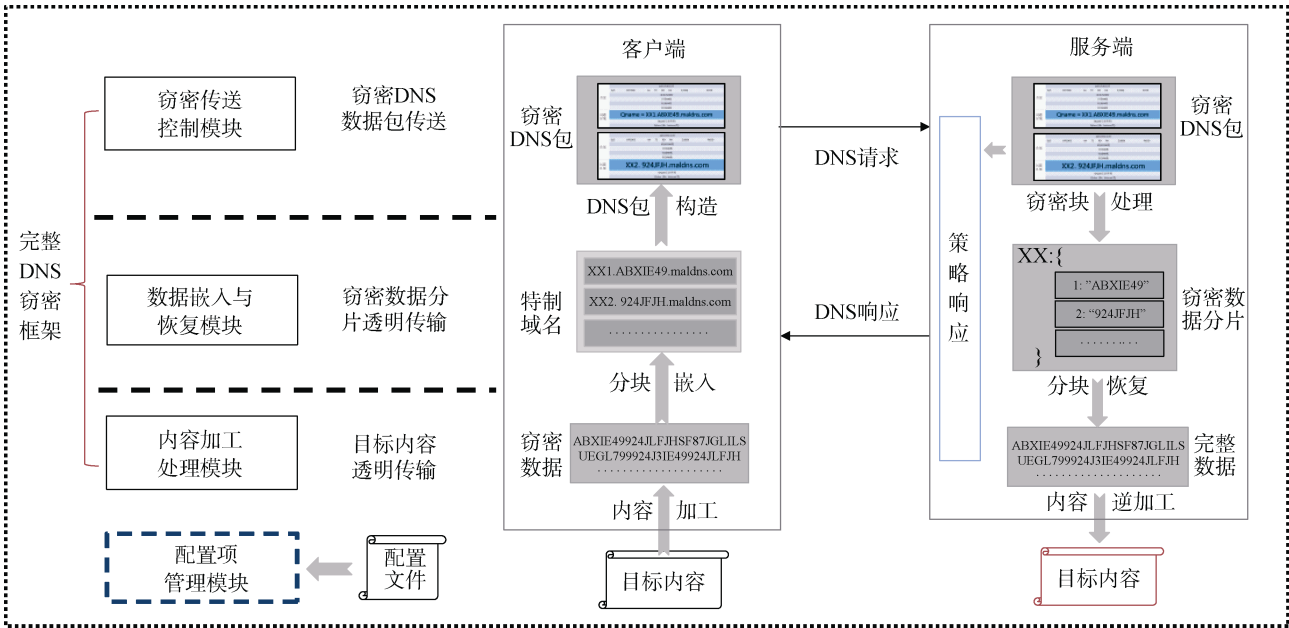 完整
DNS
窃密
框架
窃密传送
控制模块
窃密DNS
数据包传送
数据嵌入与
恢复模块
窃密数据分
片透明传输
内容加工
处理模块
目标内容
透明传输
配置项
管理模块
配置
文件
客户端
窃密
DNS包
Qname = XX1.ABXIE49.maldns.com
XX2. 924JFJH.maldns.com
DNS包 构造
特制
域名
XX1.ABXIE49.maldns.com
XX2. 924JFJH.maldns.com
................
分块 嵌入
窃密
数据
ABXIE49924JLFJHSF87JGLILS
UEGL799924J3IE49924JLFJH
....................
内容 加工
目标内容
DNS请求
DNS响应
服务端
策略响应
窃密
DNS包
Qname = XX1.ABXIE49.maldns.com
XX2. 924JFJH.maldns.com
窃密块 处理
XX:{
1: ”ABXIE49”
2: “924JFJH”
.........
}
窃密数
据分片
分块 恢复
ABXIE49924JLFJHSF87JGLILS
UEGL799924J3IE49924JLFJH
....................
完整
数据
内容 逆加工
目标内容